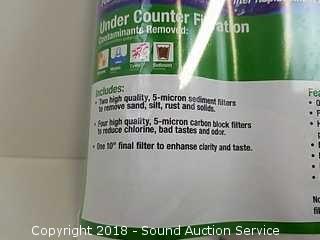 Under Counter Filtration
Contaminants Removed:
Sediment
Includes:
• Two high quality, 5-micron sediment filters
to remove sand, silt, rust and solids.
• Four high quality, 5-micron carbon block filters
to reduce chlorine, bad tastes and odor.
• One 10" final filter to enhance clarity and taste.
Copyright 2018 - Sound Auction Service